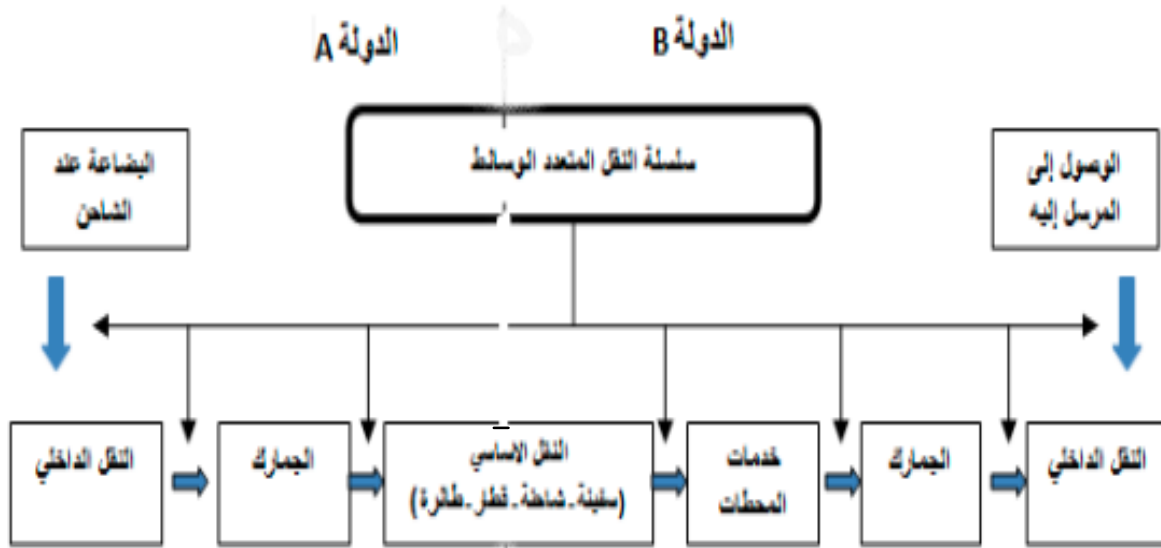 الدولة A
الدولة B
سلسلة النقل المتعدد الوسائط
البضاعة عند
الشاحن
الوصول إلى
المرسل إليه
النقل الداخلي
الجمارك
النقل الاساسي
(سفينة - شاحنة - قطار - طائرة)
خدمات
المحطات
الجمارك
النقل الداخلي